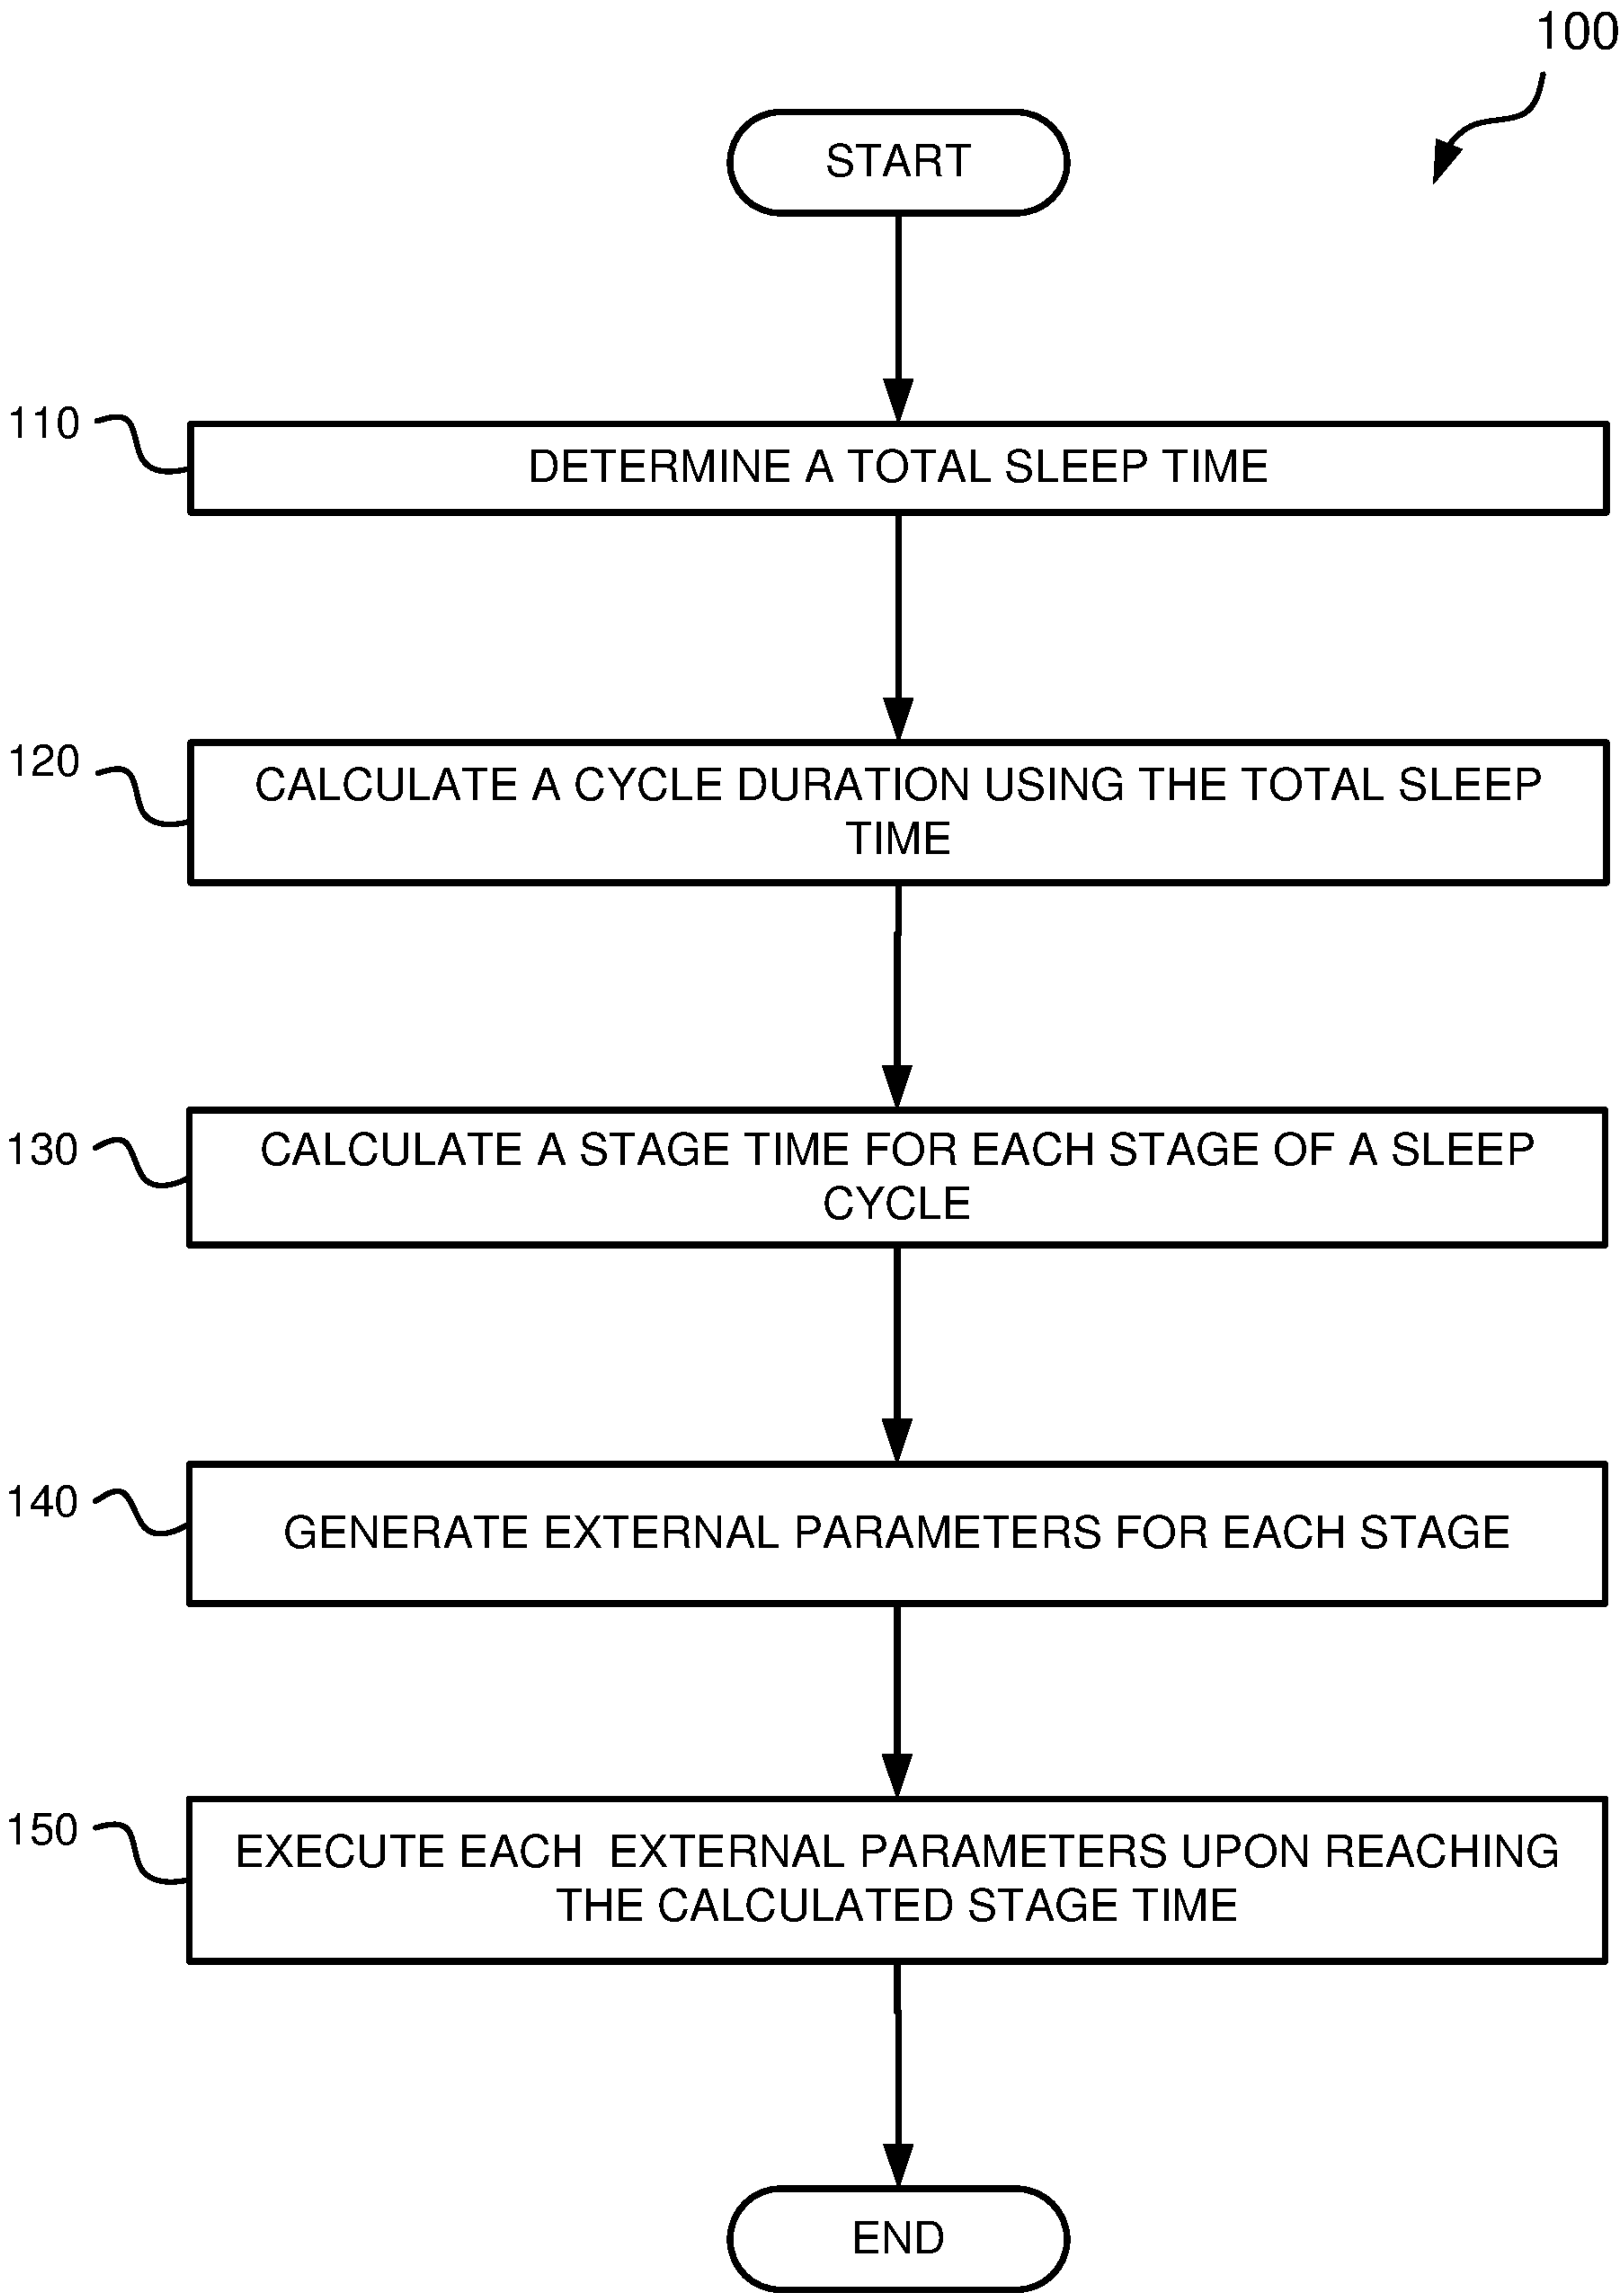 100
START
110
DETERMINE A TOTAL SLEEP TIME
120
CALCULATE A CYCLE DURATION USING THE TOTAL SLEEP
TIME
130
CALCULATE A STAGE TIME FOR EACH STAGE OF A SLEEP
CYCLE
140
GENERATE EXTERNAL PARAMETERS FOR EACH STAGE
150
EXECUTE EACH EXTERNAL PARAMETERS UPON REACHING
THE CALCULATED STAGE TIME
END